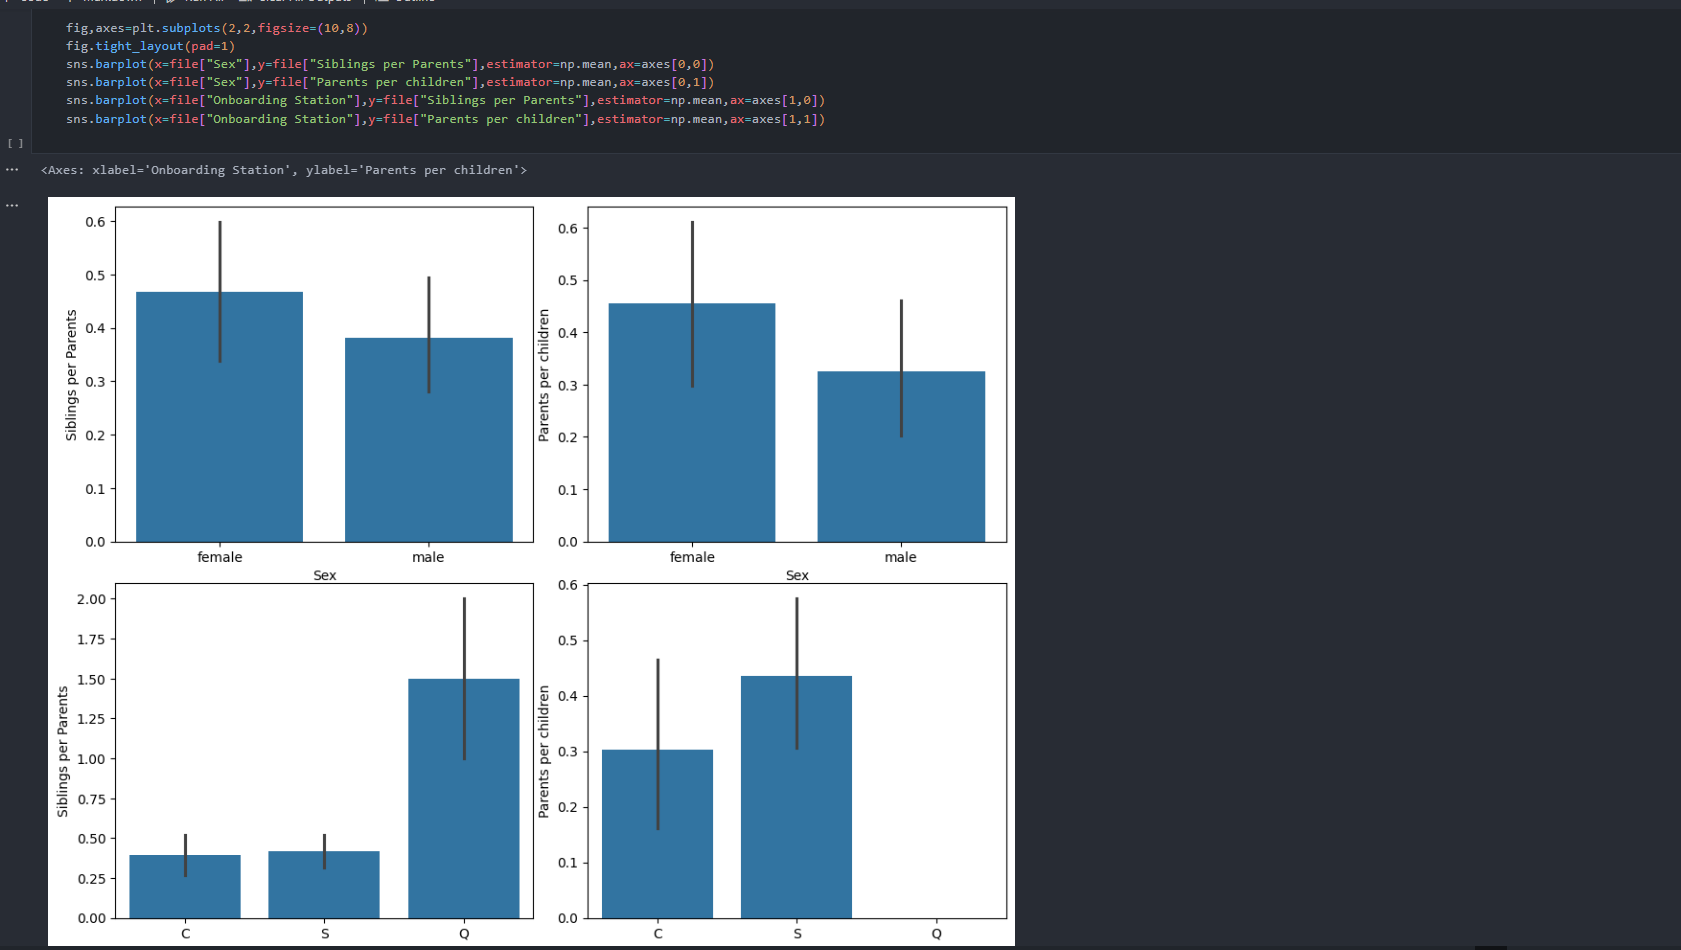 fig,axes=plt.subplots(2,2,figsize=(10,8))
fig.tight_layout(pad=1)
sns.barplot(x=file["Sex"],y=file["Siblings per Parents"],estimator=np.mean,ax=axes[0,0])
sns.barplot(x=file["Sex"],y=file["Parents per children"],estimator=np.mean,ax=axes[0,1])
sns.barplot(x=file["Onboarding Station"],y=file["Siblings per Parents"],estimator=np.mean,ax=axes[1,0])
sns.barplot(x=file["Onboarding Station"],y=file["Parents per children"],estimator=np.mean,ax=axes[1,1])
[ ]
... <Axes: xlabel='Onboarding Station', ylabel='Parents per children'>
...
Siblings per Parents
0.6
0.5
0.4
0.3
0.2
0.1
0.0
female male
Sex
Parents per children
0.6
0.5
0.4
0.3
0.2
0.1
0.0
female male
Sex
Siblings per Parents
2.00
1.75
1.50
1.25
1.00
0.75
0.50
0.25
0.00
C S Q
Parents per children
0.6
0.5
0.4
0.3
0.2
0.1
0.0
C S Q